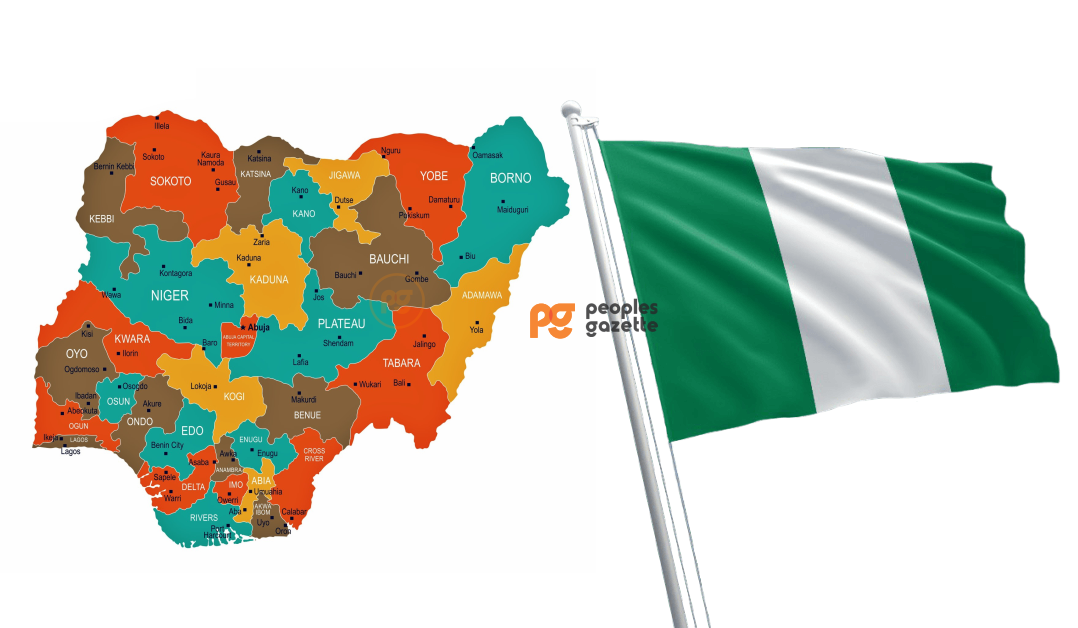 Illela
Sokoto
Kaura
Namoda
Gusau
SOKOTO
Bernin Kebbi
KEBBI
Katsina
KATSINA
Kano
KANO
JIGAWA
Dutse
Nguru
YOBE
Damaturu
Potiskum
Damasak
BORNO
Maiduguri
Biu
Zaria
Kaduna
KADUNA
BAUCHI
Bauchi
Gombe
Kontagora
Wawa
NIGER
Minna
Bida
Baro
Jos
PLATEAU
Shendam
Lafia
ADAMAWA
Yola
Abuja
ABUJA CAPITAL
TERRITORY
Kisi
KWARA
Ilorin
OYO
Ogdomoso
Ibadan
Abeokuta
OGUN
Ikeja
LAGOS
Lagos
Osogdo
OSUN
Akure
ONDO
Lokoja
KOGI
Jalingo
TABARA
Wukari
Bali
Makurdi
BENUE
EDO
Benin City
ENUGU
Enugu
Awka
ANAMBRA
Asaba
CROSS
RIVER
Sapele
DELTA
Warri
IMO
Owerri
ABIA
Umuahia
Aba
AKWA
IBOM
Uyo
Calabar
Oron
RIVERS
Port
Harcourt
pg
pg peoples
gazette